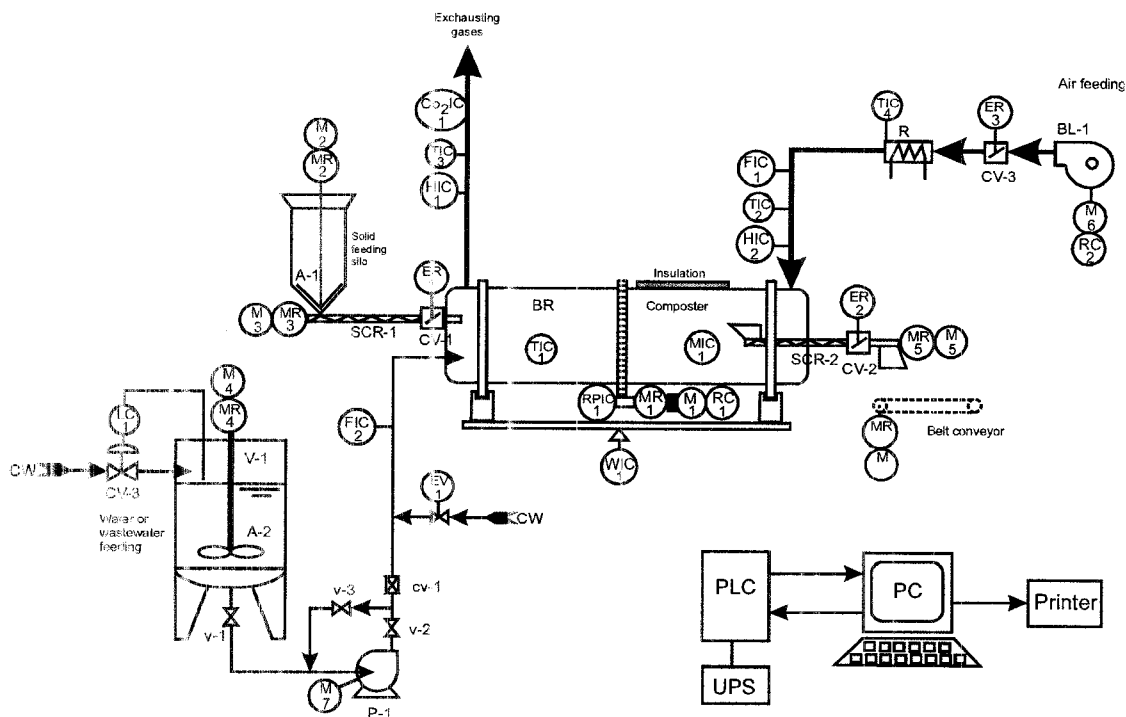 Exchausting
gases
Co2IC
1
TIC
3
HIC
1
M
2
MR
2
Solid
feeding
silo
A-1
M
3
MR
3
SCR-1
ER
CV-1
Air feeding
TIC
4
R
ER
3
CV-3
BL-1
M
6
RC
2
FIC
1
TIC
2
HIC
2
Insulation
BR
Composter
TIC
1
MIC
1
ER
2
SCR-2
CV-2
MR
5
M
5
RPIC
1
MR
1
M
1
RC
1
WIC
1
MR
M
Belt conveyor
M
4
MR
4
LC
1
CW
CV-3
V-1
A-2
Water or
wastewater
feeding
FIC
2
EV
1
CW
cv-1
v-3
v-2
v-1
M
7
P-1
PLC
PC
Printer
UPS